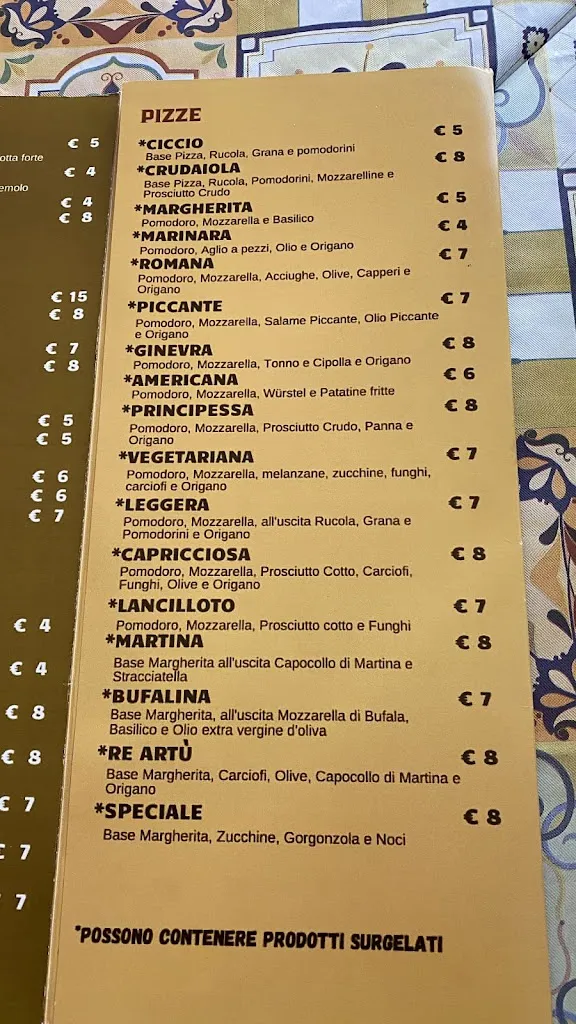 € 5
otta forte
€ 4
emolo
€ 4
€ 8
€ 15
€ 8
€ 7
€ 8
€ 5
€ 5
€ 6
€ 6
€ 7
€ 4
€ 4
€ 8
€ 8
€ 7
€ 7
7
PIZZE
*CICCIO € 5
Base Pizza, Rucola, Grana e pomodorini
*CRUDAIOLA € 8
Base Pizza, Rucola, Pomodorini, Mozzarelline e
Prosciutto Crudo
*MARGHERITA € 5
Pomodoro, Mozzarella e Basilico
*MARINARA € 4
Pomodoro, Aglio a pezzi, Olio e Origano
*ROMANA € 7
Pomodoro, Mozzarella, Acciughe, Olive, Capperi e
Origano
*PICCANTE € 7
Pomodoro, Mozzarella, Salame Piccante, Olio Piccante
e Origano
*GINEVRA € 8
Pomodoro, Mozzarella, Tonno e Cipolla e Origano
*AMERICANA € 6
Pomodoro, Mozzarella, Würstel e Patatine fritte
*PRINCIPESSA € 8
Pomodoro, Mozzarella, Prosciutto Crudo, Panna e
Origano
*VEGETARIANA € 7
Pomodoro, Mozzarella, melanzane, zucchine, funghi,
carciofi e Origano
*LEGGERA € 7
Pomodoro, Mozzarella, all'uscita Rucola, Grana e
Pomodorini e Origano
*CAPRICCIOSA € 8
Pomodoro, Mozzarella, Prosciutto Cotto, Carciofi,
Funghi, Olive e Origano
*LANCILLOTO € 7
Pomodoro, Mozzarella, Prosciutto cotto e Funghi
*MARTINA € 8
Base Margherita all'uscita Capocollo di Martina e
Stracciatella
*BUFALINA € 7
Base Margherita, all'uscita Mozzarella di Bufala,
Basilico e Olio extra vergine d'oliva
*RE ARTÙ € 8
Base Margherita, Carciofi, Olive, Capocollo di Martina e
Origano
*SPECIALE € 8
Base Margherita, Zucchine, Gorgonzola e Noci
*POSSONO CONTENERE PRODOTTI SURGELATI